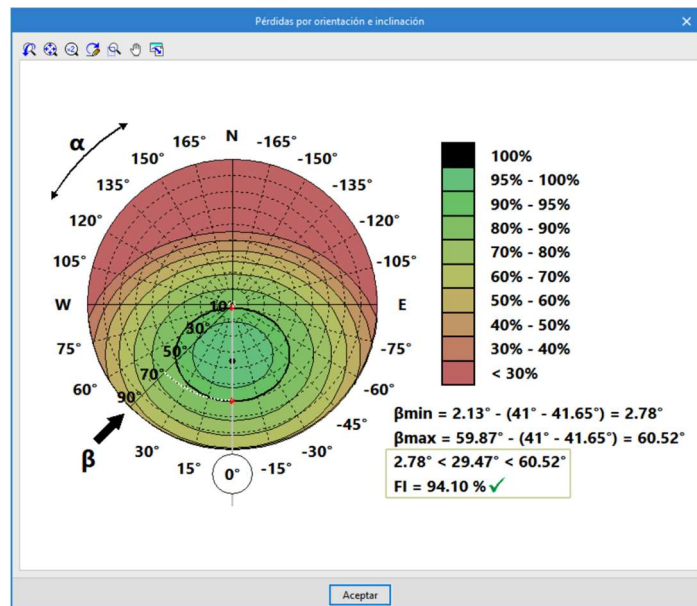 Pérdidas por orientación e inclinación
α
N
165° -165°
150° -150°
135° -135°
120° -120°
105° -105°
W E
75° -75°
60° -60°
-45°
30° -30°
15° -15°
0°
10°
30°
50°
70°
90°
β
100%
95% - 100%
90% - 95%
80% - 90%
70% - 80%
60% - 70%
50% - 60%
40% - 50%
30% - 40%
< 30%
βmin = 2.13° - (41° - 41.65°) = 2.78°
βmax = 59.87° - (41° - 41.65°) = 60.52°
2.78° < 29.47° < 60.52°
FI = 94.10 % ✓
Aceptar